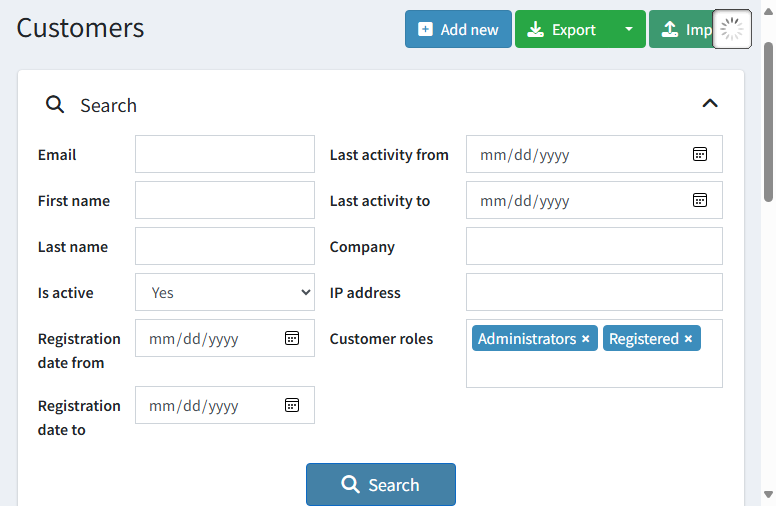 Customers
Add new
Export
Imp
Search
Email
Last activity from
mm/dd/yyyy
First name
Last activity to
mm/dd/yyyy
Last name
Company
Is active
Yes
IP address
Registration
date from
mm/dd/yyyy
Customer roles
Administrators ×
Registered ×
Registration
date to
mm/dd/yyyy
Search